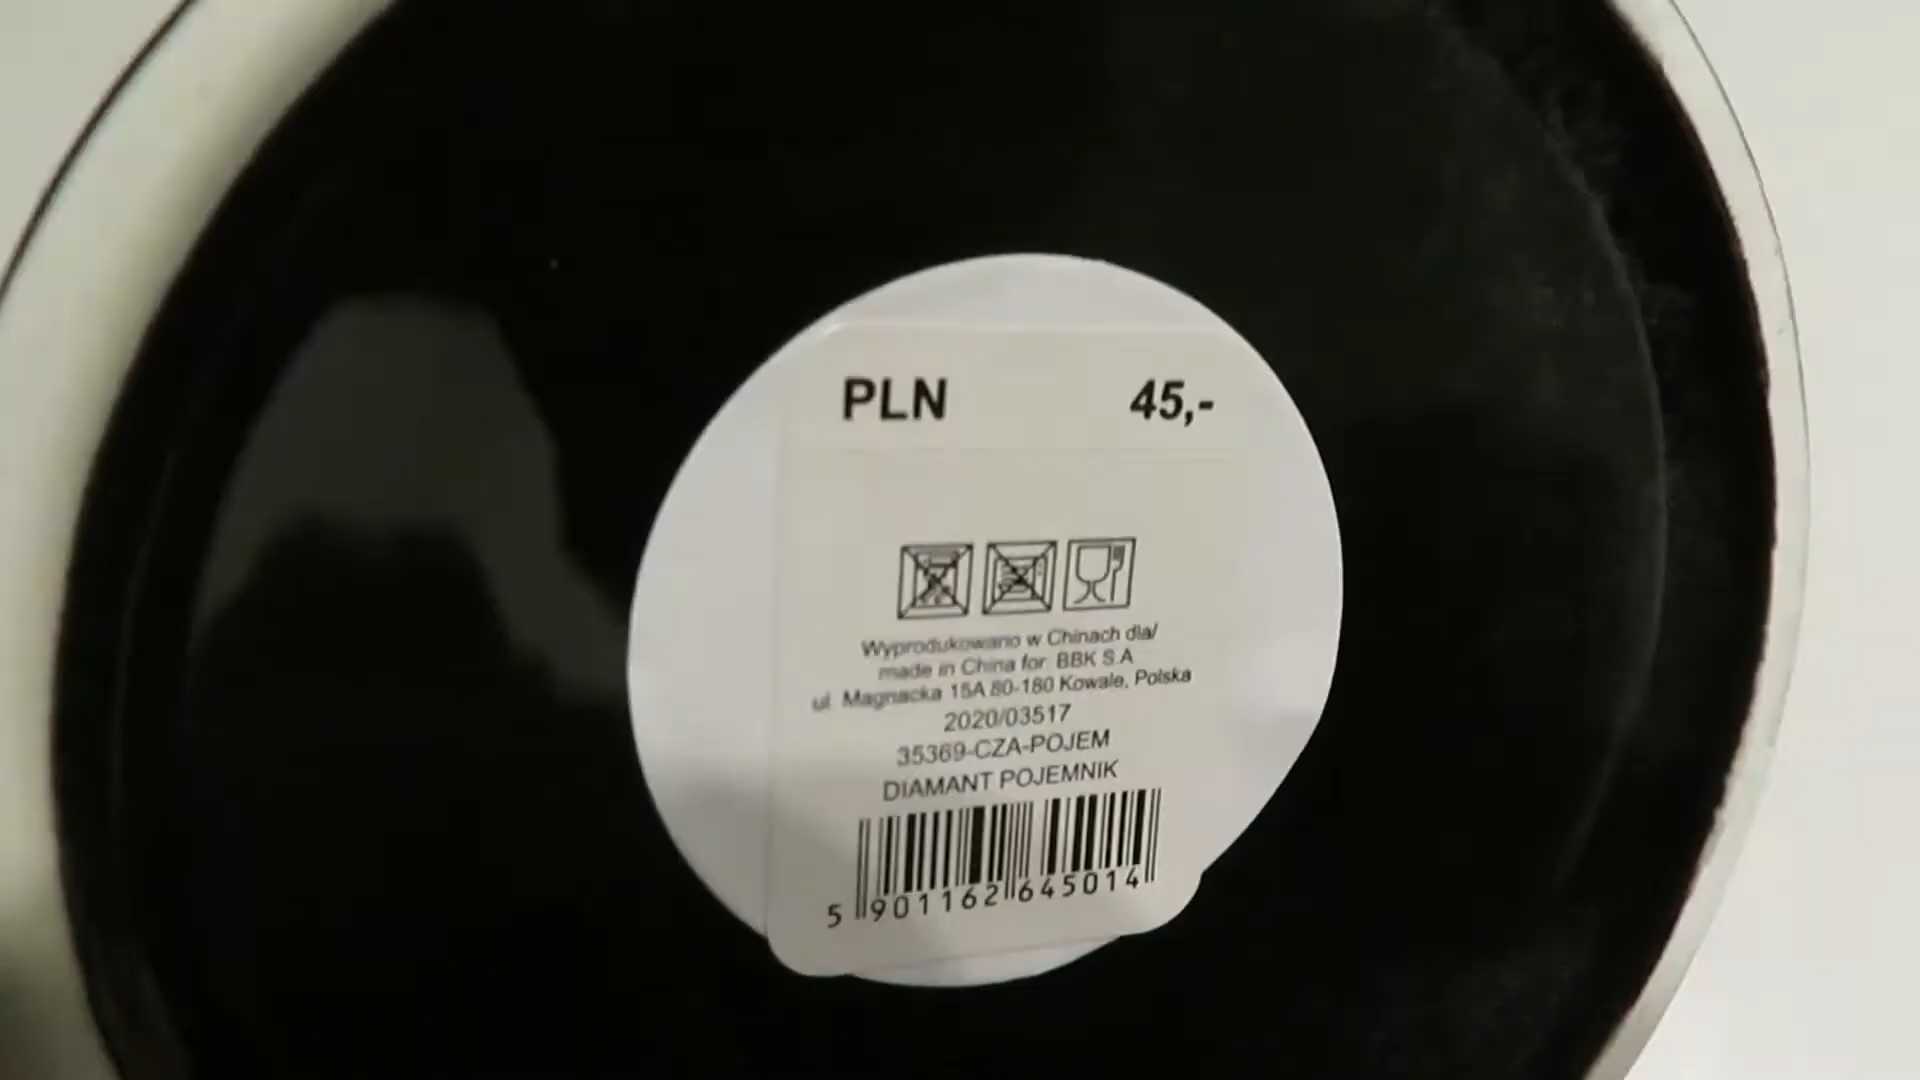 PLN 45,-
Wyprodukowano w Chinach dla/
made in China for: BBK S.A
ul. Magnacka 15A 80-180 Kowale, Polska
2020/03517
35369-CZA-POJEM
DIAMANT POJEMNIK
5 901162 645014